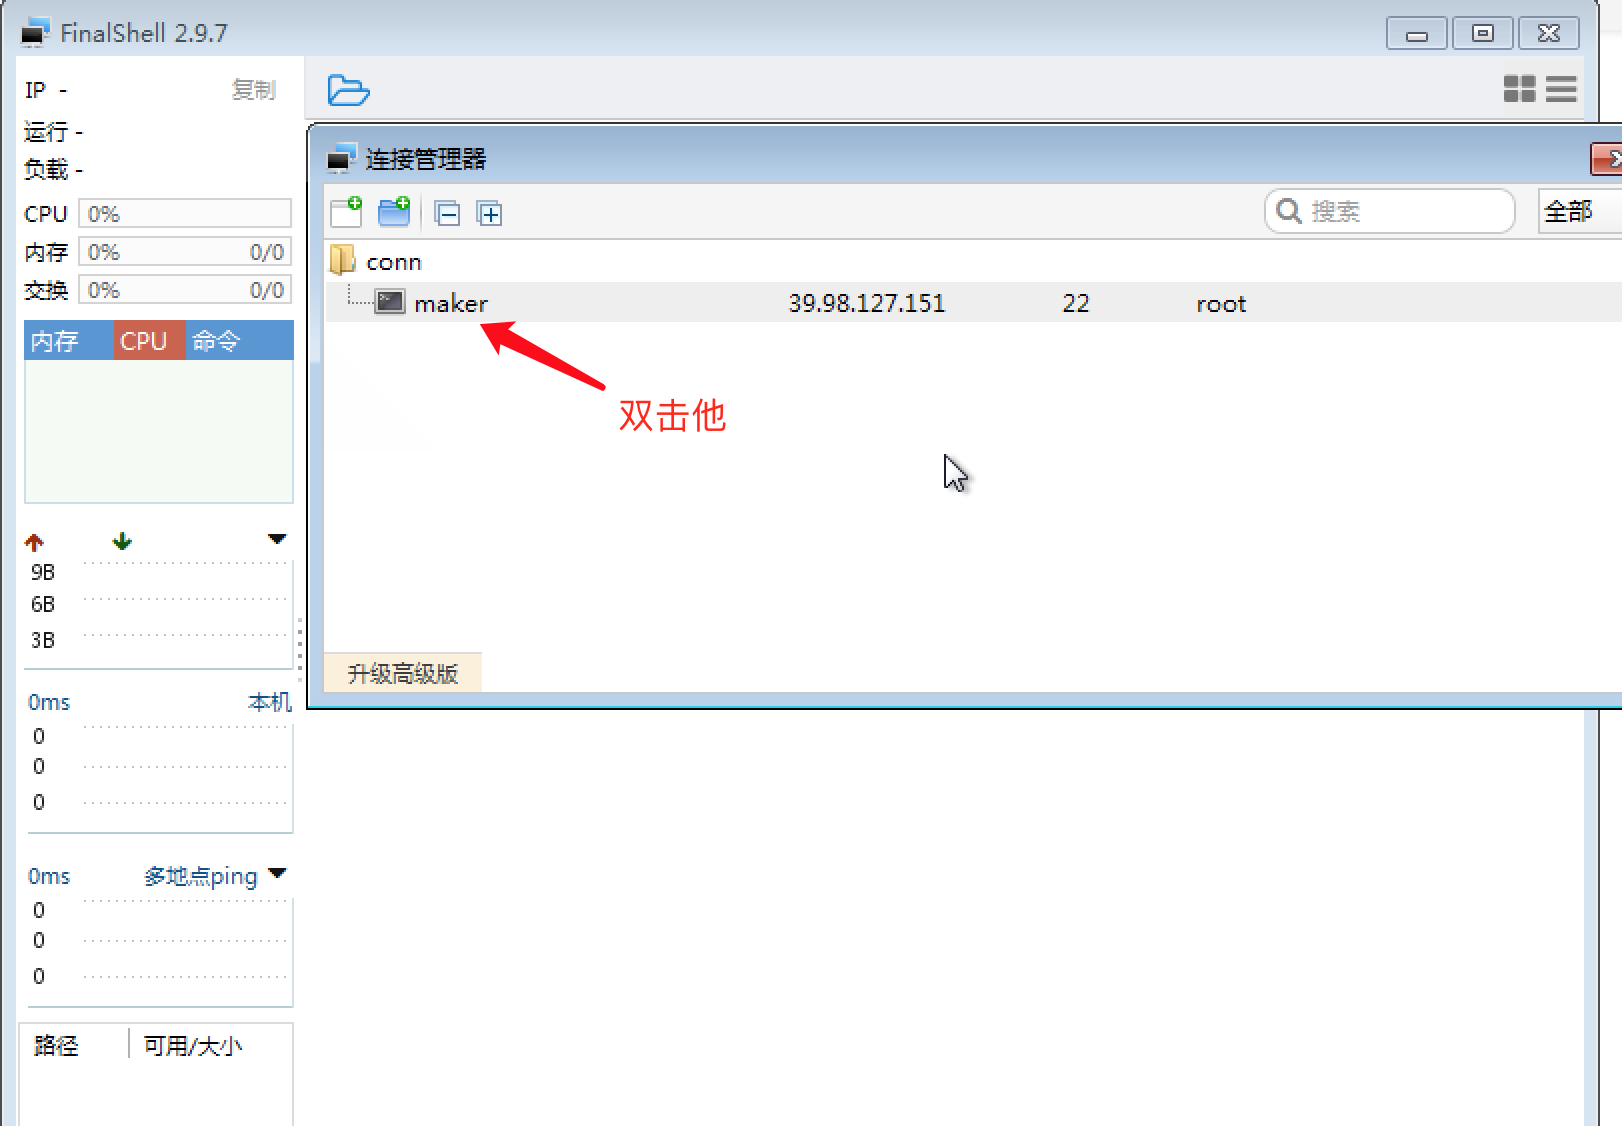 FinalShell 2.9.7
IP -
复制
运行 -
负载 -
CPU 0%
内存 0% 0/0
交换 0% 0/0
内存 CPU 命令
9B
6B
3B
0ms 本机
0
0
0
0ms 多地点ping
0
0
0
路径 可用/大小
连接管理器
搜索
全部
conn
maker 39.98.127.151 22 root
双击他
升级高级版